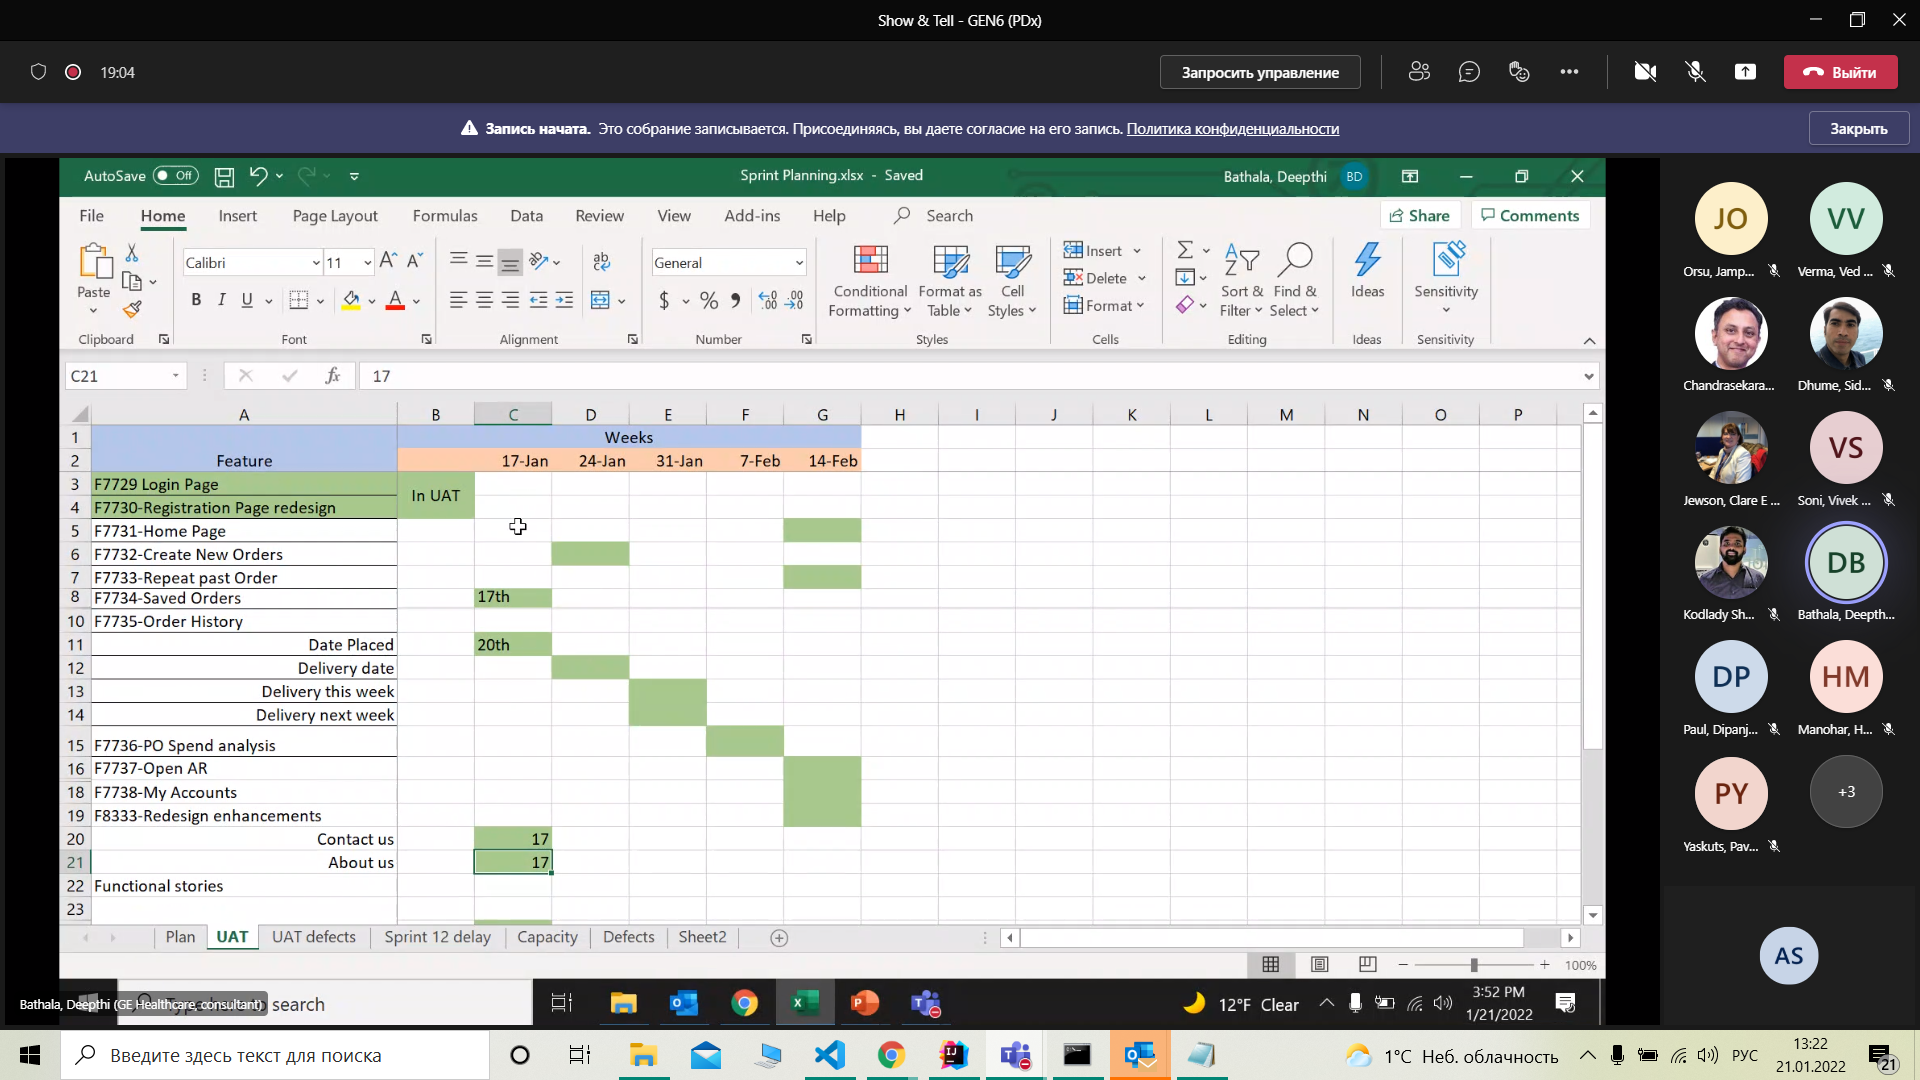 Show & Tell - GEN6 (PDx)
19:04
Запросить управление
Выйти
Запись начата. Это собрание записывается. Присоединяясь, вы даете согласие на его запись. Политика конфиденциальности
Закрыть
AutoSave Off
Sprint Planning.xlsx - Saved
Bathala, Deepthi BD
File Home Insert Page Layout Formulas Data Review View Add-ins Help Search
Share Comments
Paste
Calibri 11
B I U
General
$ %
Conditional Formatting
Format as Table
Cell Styles
Insert
Delete
Format
Sort & Filter
Find & Select
Ideas
Sensitivity
Clipboard Font Alignment Number Styles Cells Editing Ideas Sensitivity
C21 fx 17
A B C D E F G H I J K L M N O P
1 Weeks
2 Feature 17-Jan 24-Jan 31-Jan 7-Feb 14-Feb
3 F7729 Login Page
In UAT
4 F7730-Registration Page redesign
5 F7731-Home Page
6 F7732-Create New Orders
7 F7733-Repeat past Order
8 F7734-Saved Orders 17th
10 F7735-Order History
11 Date Placed 20th
12 Delivery date
13 Delivery this week
14 Delivery next week
15 F7736-PO Spend analysis
16 F7737-Open AR
18 F7738-My Accounts
19 F8333-Redesign enhancements
20 Contact us 17
21 About us 17
22 Functional stories
23
Plan UAT UAT defects Sprint 12 delay Capacity Defects Sheet2
100%
Bathala, Deepthi (GE Healthcare, consultant)
to search
12°F Clear
3:52 PM
1/21/2022
JO
Orsu, Jamp...
VV
Verma, Ved ...
Chandrasekara...
Dhume, Sid...
Jewson, Clare E ...
VS
Soni, Vivek ...
Kodlady Sh...
DB
Bathala, Deepth...
DP
Paul, Dipanj...
HM
Manohar, H...
PY
Yaskuts, Pav...
+3
AS
Введите здесь текст для поиска
1°C Неб. облачность
РУС
13:22
21.01.2022
21